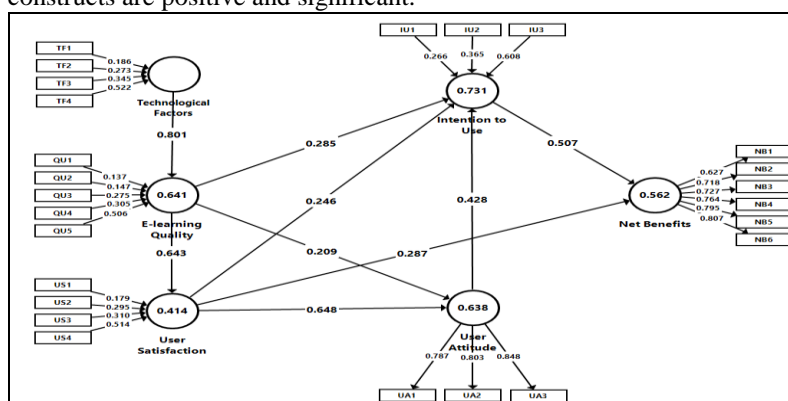 constructs are positive and significant.
TF1
TF2
TF3
TF4
0.186
0.273
0.345
0.522
Technological
Factors
0.801
IU1
IU2
IU3
0.266
0.365
0.608
0.731
Intention to
Use
QU1
QU2
QU3
QU4
QU5
0.137
0.147
0.275
0.305
0.506
0.641
E-learning
Quality
0.643
0.285
0.246
0.209
0.287
0.648
0.428
0.507
US1
US2
US3
US4
0.179
0.295
0.310
0.514
0.414
User
Satisfaction
0.638
User
Attitude
0.787
0.803
0.848
UA1
UA2
UA3
0.562
Net Benefits
0.627
0.718
0.727
0.764
0.795
0.807
NB1
NB2
NB3
NB4
NB5
NB6